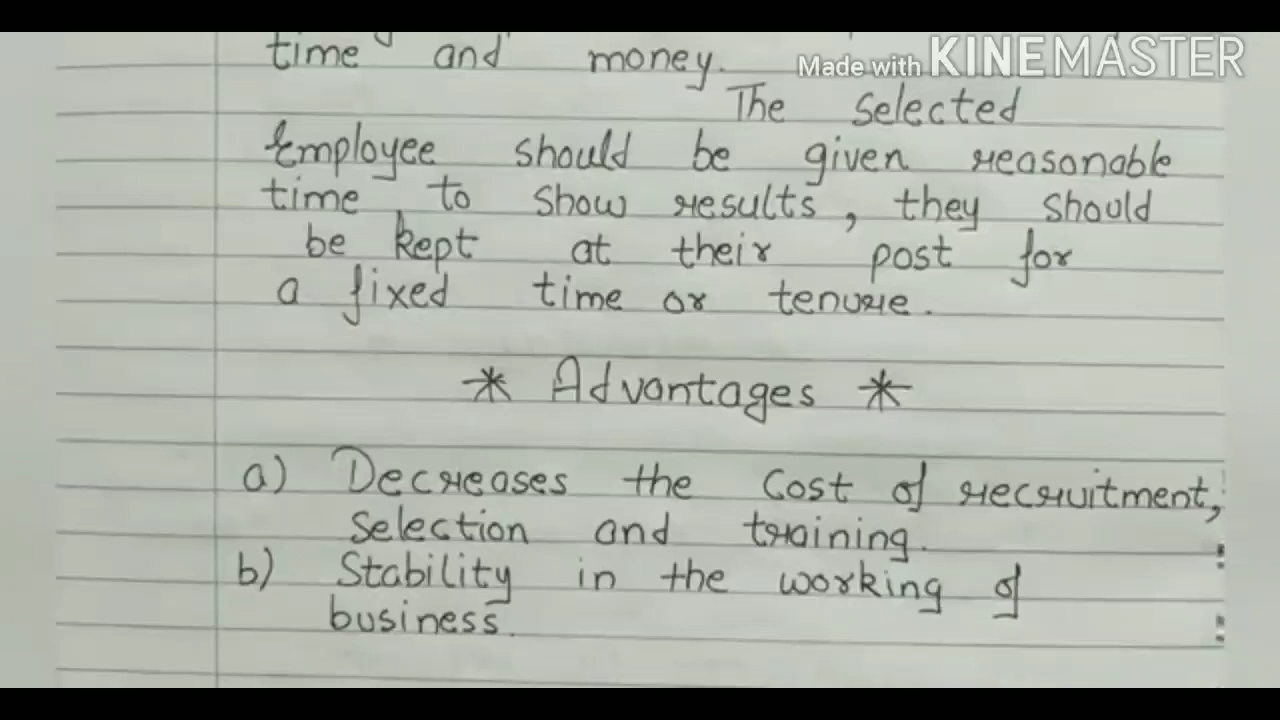 time and money.
Made with KINEMASTER
The selected
Employee should be given reasonable
time to show results, they should
be kept at their post for
a fixed time or tenure.
* Advantages *
a) Decreases the Cost of recruitment,
selection and training.
b) Stability in the working of
business.